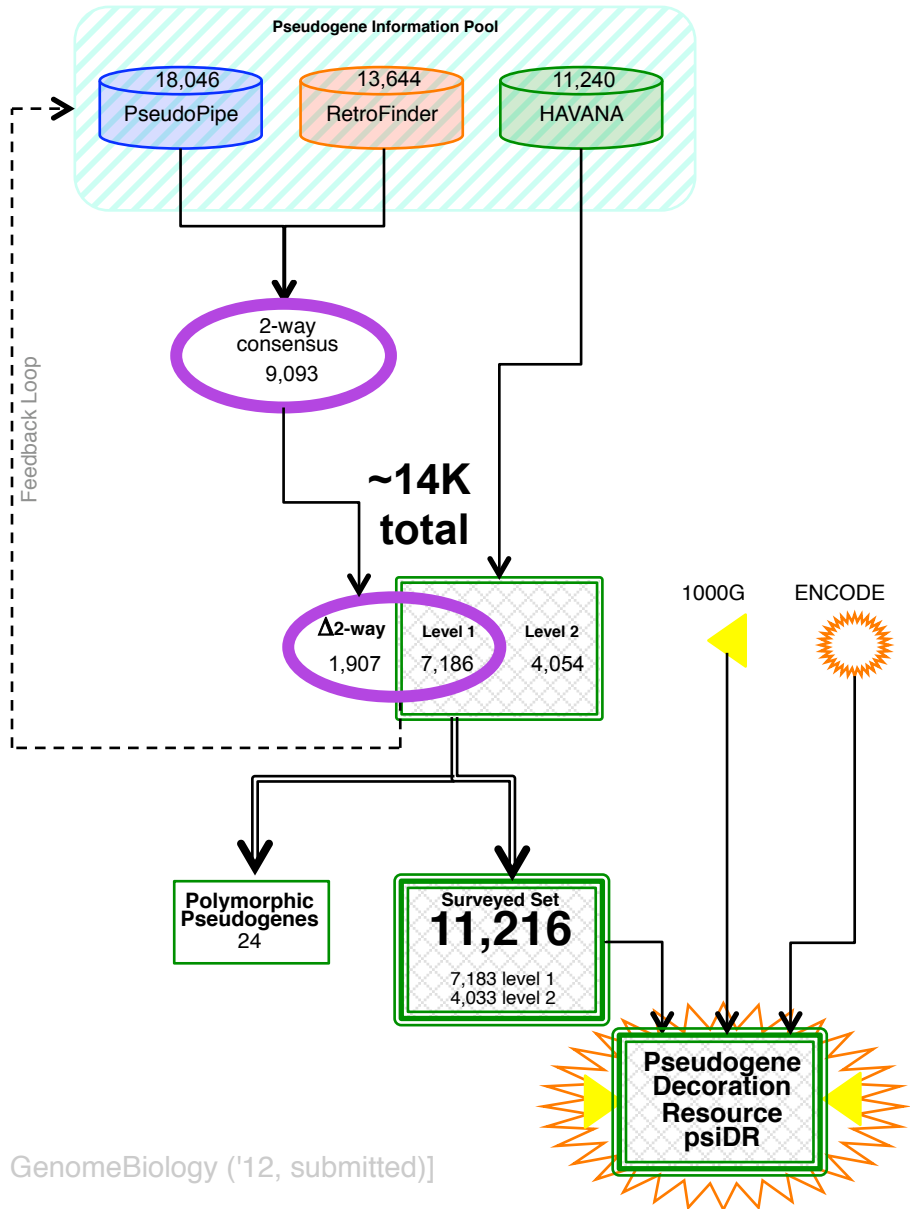 Pseudogene Information Pool
18,046
PseudoPipe
13,644
RetroFinder
11,240
HAVANA
2-way
consensus
9,093
Feedback Loop
~14K
total
Δ2-way
1,907
Level 1
7,186
Level 2
4,054
1000G
ENCODE
Polymorphic
Pseudogenes
24
Surveyed Set
11,216
7,183 level 1
4,033 level 2
Pseudogene
Decoration
Resource
psiDR
GenomeBiology ('12, submitted)]